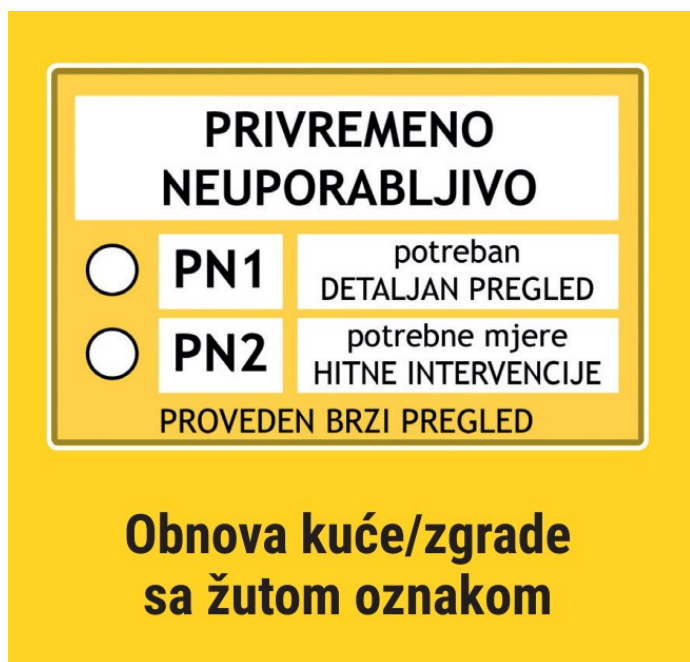 PRIVREMENO
NEUPORABLJIVO
PN1
potreban
DETALJAN PREGLED
PN2
potrebne mjere
HITNE INTERVENCIJE
PROVEDEN BRZI PREGLED
Obnova kuće/zgrade
sa žutom oznakom